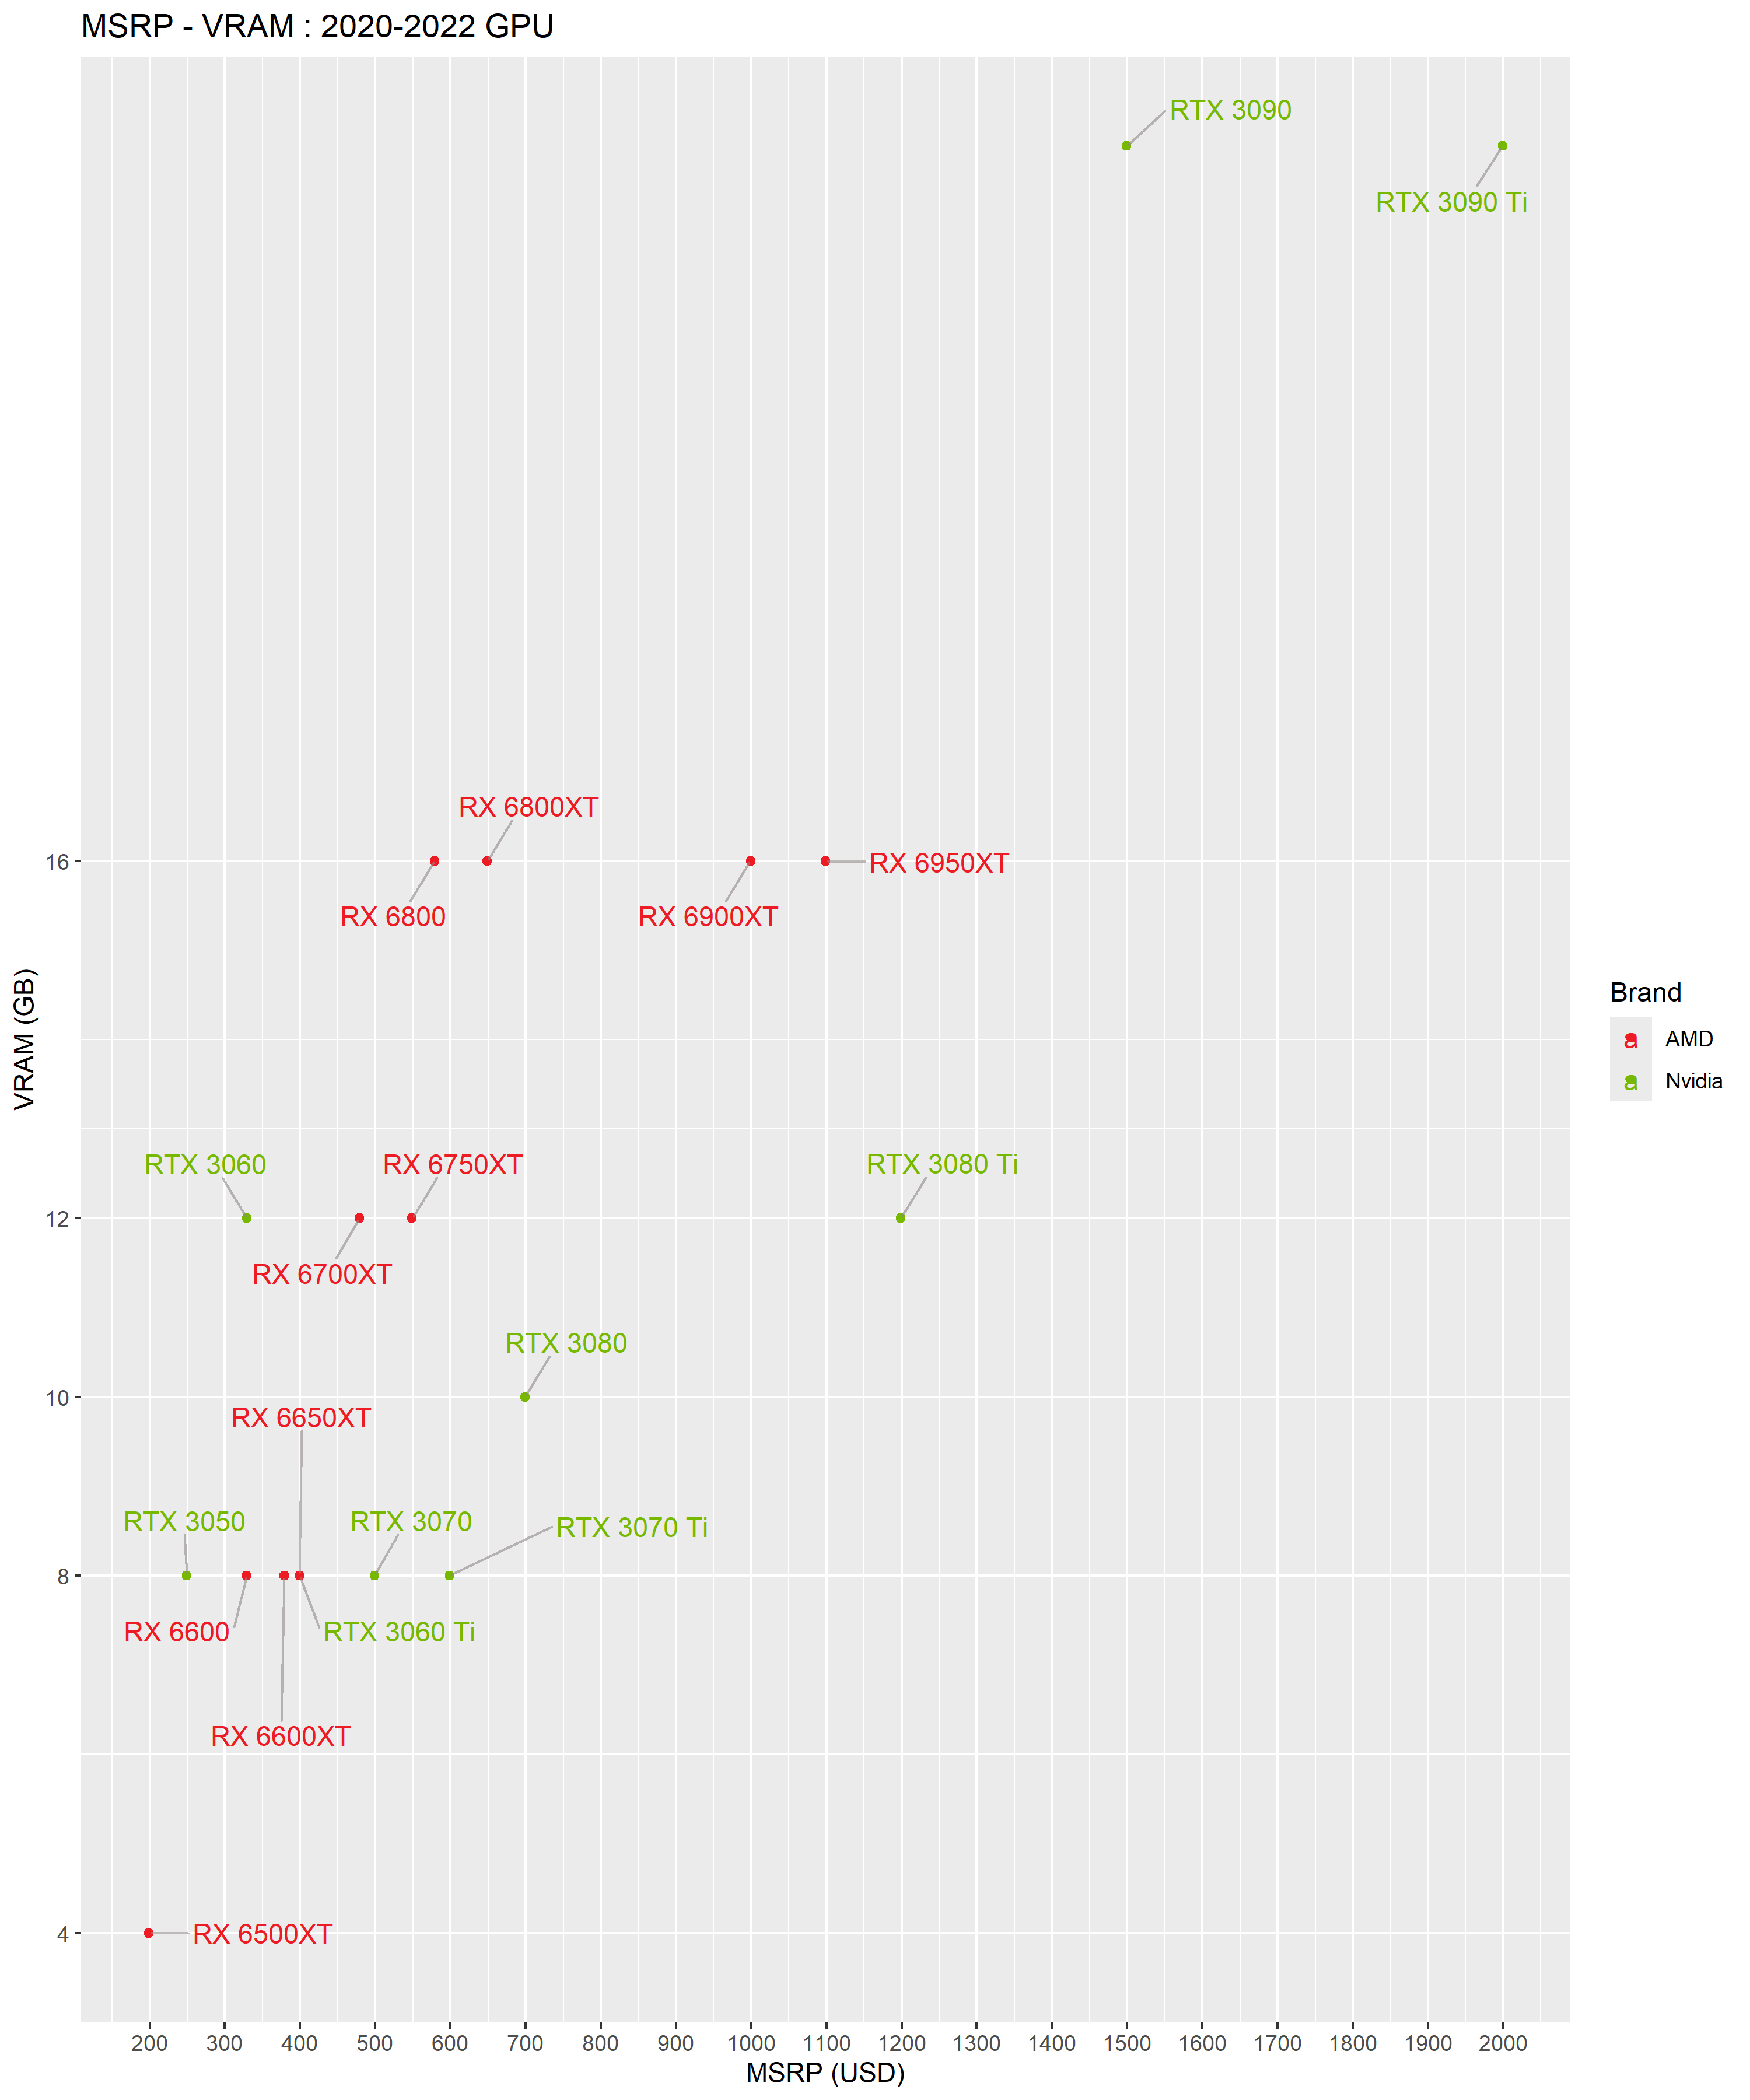 MSRP - VRAM : 2020-2022 GPU
RTX 3090
RTX 3090 Ti
RX 6800XT
16
RX 6950XT
RX 6800
RX 6900XT
VRAM (GB)
Brand
a AMD
a Nvidia
RTX 3060
RX 6750XT
RTX 3080 Ti
12
RX 6700XT
RTX 3080
10
RX 6650XT
RTX 3050
RTX 3070
RTX 3070 Ti
8
RX 6600
RTX 3060 Ti
RX 6600XT
4
RX 6500XT
200 300 400 500 600 700 800 900 1000 1100 1200 1300 1400 1500 1600 1700 1800 1900 2000
MSRP (USD)